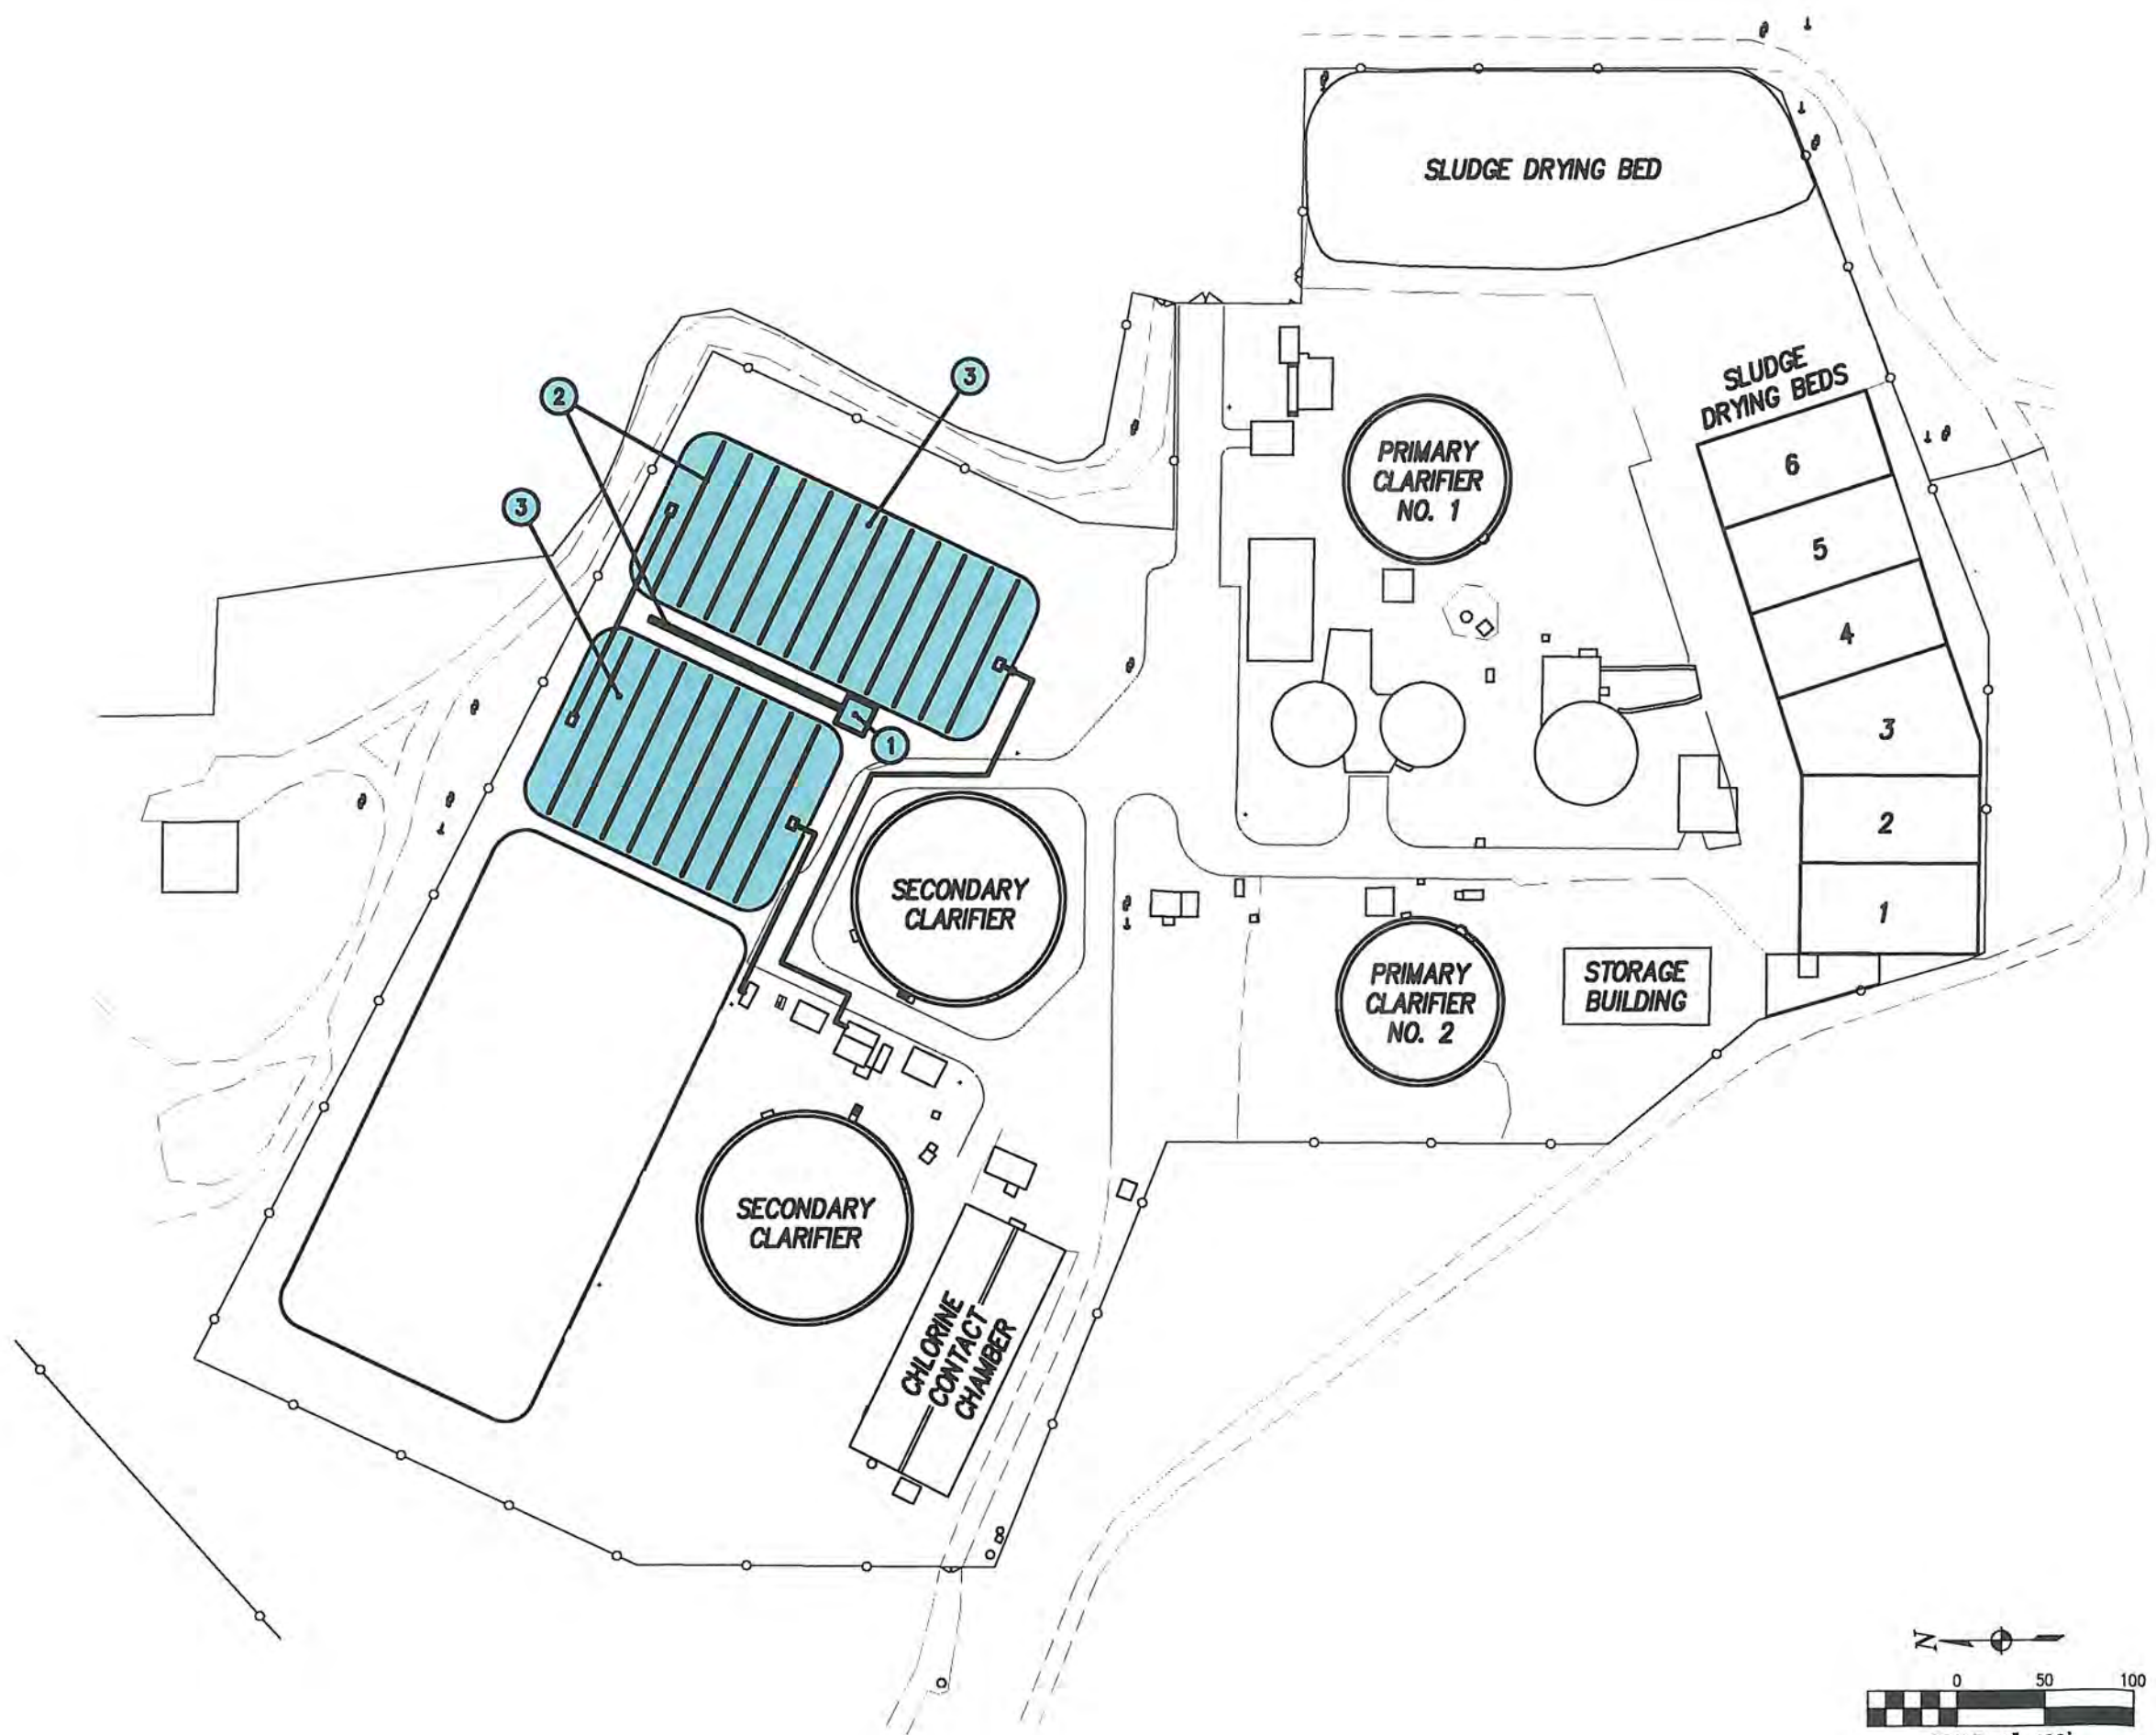 SLUDGE DRYING BED
SLUDGE
DRYING BEDS
6
5
4
3
2
1
PRIMARY
CLARIFIER
NO. 1
3
2
3
1
SECONDARY
CLARIFIER
PRIMARY
CLARIFIER
NO. 2
STORAGE
BUILDING
SECONDARY
CLARIFIER
CHLORINE
CONTACT
CHAMBER
N
0 50 100